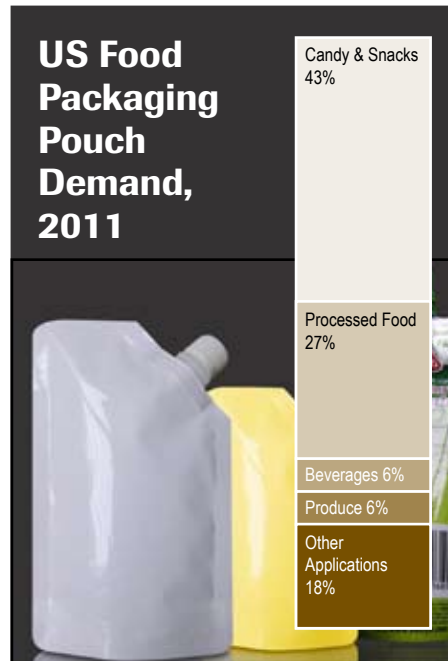 US Food
Packaging
Pouch
Demand,
2011
Candy & Snacks
43%
Processed Food
27%
Beverages 6%
Produce 6%
Other
Applications
18%